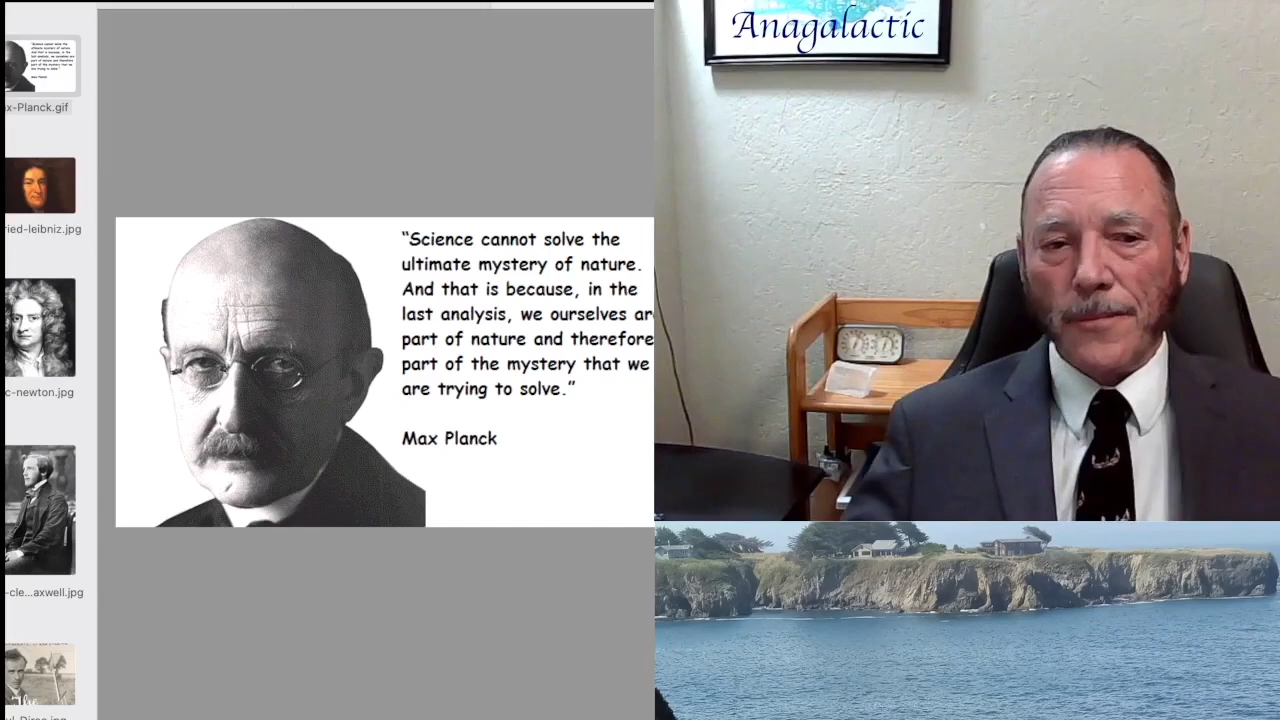 ax-Planck.gif
ried-leibniz.jpg
c-newton.jpg
-cle...axwell.jpg
“Science cannot solve the
ultimate mystery of nature.
And that is because, in the
last analysis, we ourselves are
part of nature and therefore
part of the mystery that we
are trying to solve.”
Max Planck
Anagalactic